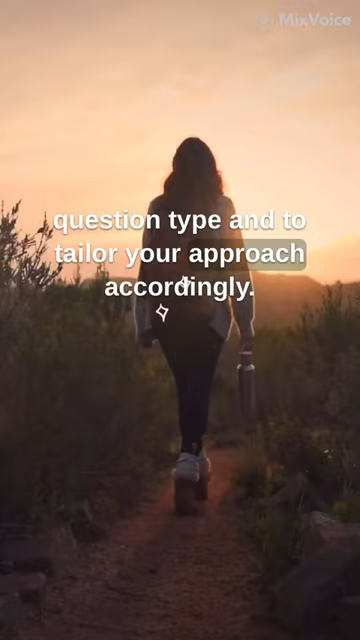 MixVoice
question type and to
tailor your approach
accordingly.